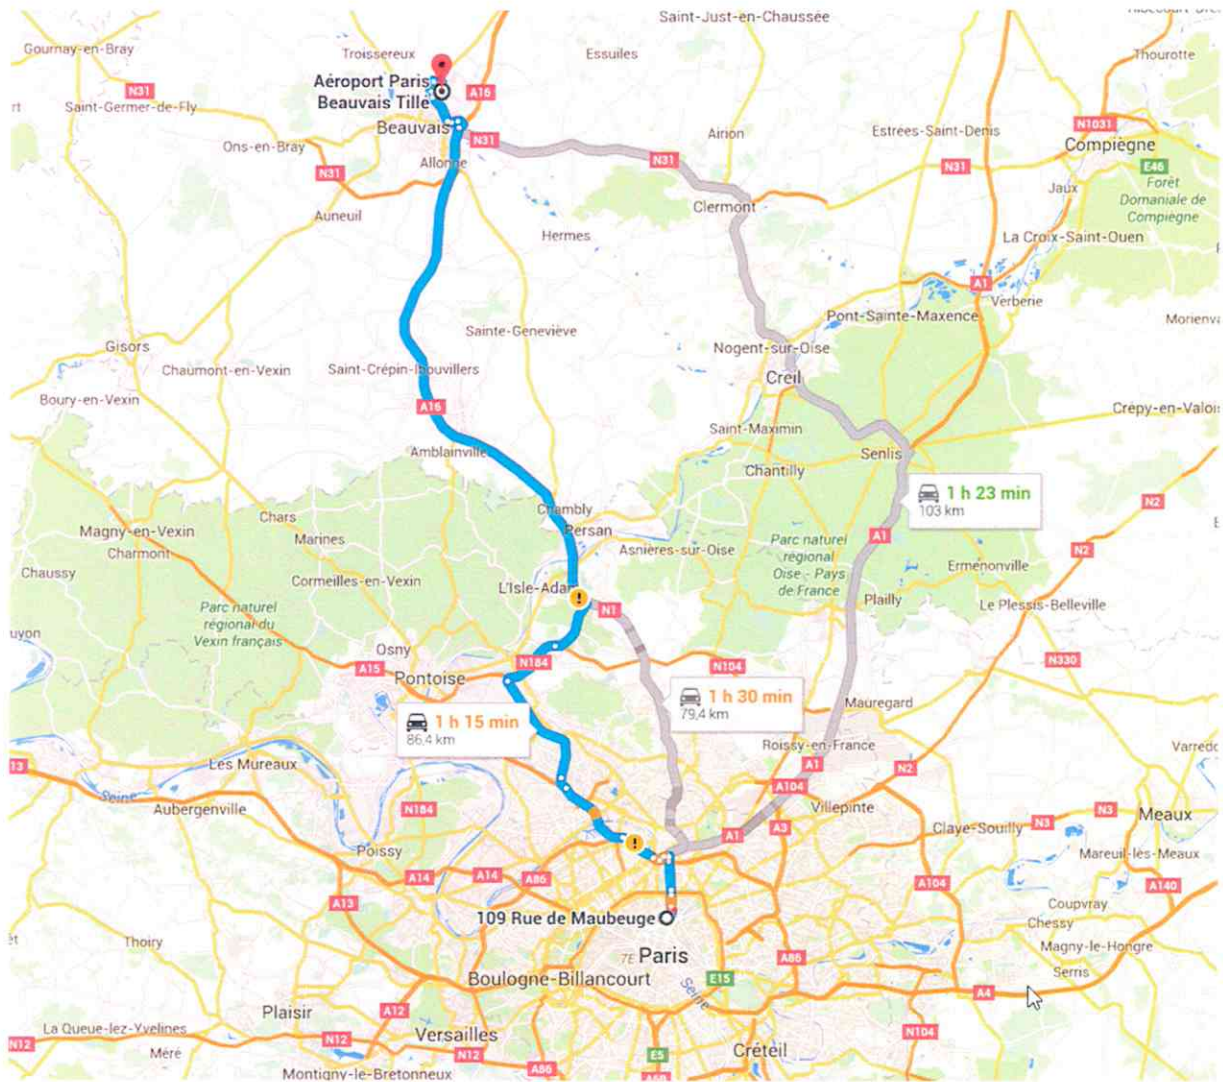 Saint-Just-en-Chaussée
Gournay-en-Bray
Troissereux
Essuiles
Thourotte
Aéroport Paris
Beauvais Tille
A16
N31
Saint-Germer-de-Fly
Beauvais
N31
Airion
Estrées-Saint-Denis
N1031
Compiègne
Ons-en-Bray
N31
Allonne
N31
N31
E46
Forêt
Domaniale de
Compiègne
Jaux
Auneuil
Clermont
Hermes
La Croix-Saint-Ouen
A1
Verberie
Pont-Sainte-Maxence
Sainte-Geneviève
Gisors
Nogent-sur-Oise
Chaumont-en-Vexin
Saint-Crépin-Ibouvillers
Creil
Boury-en-Vexin
A16
Saint-Maximin
Amblainville
Senlis
Chantilly
1 h 23 min
103 km
N2
Chars
Chambly
Magny-en-Vexin
Persan
Marines
Charmont
Asnières-sur-Oise
Parc naturel
régional
Oise - Pays
de France
A1
N2
Ermenonville
Chaussy
Cormeilles-en-Vexin
L'Isle-Adam
Plailly
Le Plessis-Belleville
Parc naturel
régional du
Vexin français
N1
Osny
A15
Pontoise
N184
N104
N330
1 h 30 min
79,4 km
Mauregard
1 h 15 min
86,4 km
Roissy-en-France
Les Mureaux
A1
N2
Seine
A104
Aubergenville
N184
Villepinte
N3
Meaux
A1
A3
Claye-Souilly
N3
Poissy
Mareuil-lès-Meaux
A14
A14
A86
A104
A140
A13
109 Rue de Maubeuge
Coupvray
Chessy
Thoiry
Magny-le-Hongre
7E
Paris
A86
Serris
Boulogne-Billancourt
E15
Seine
A4
Plaisir
A12
La Queue-lez-Yvelines
Versailles
N104
N12
N12
N12
E5
Créteil
Méré
Montigny-le-Bretonneux
A86